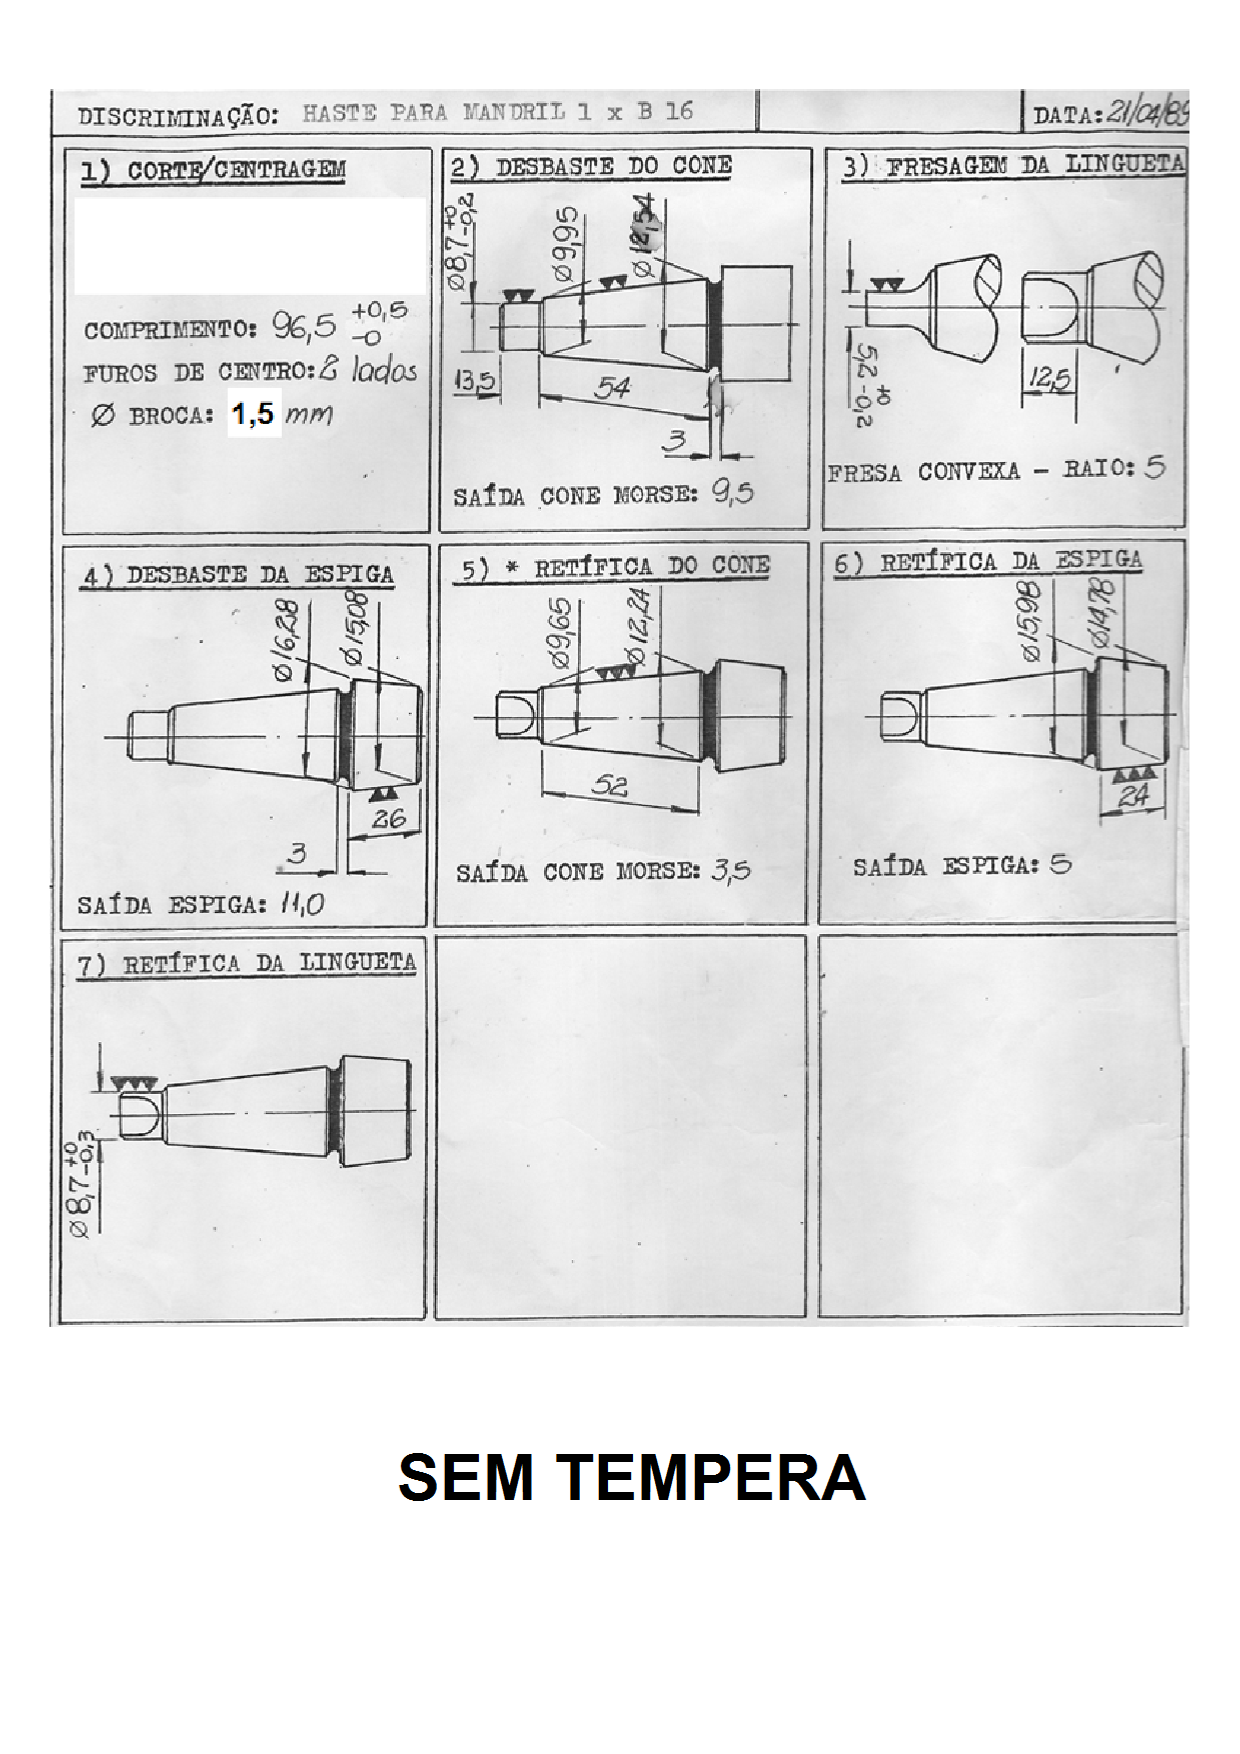 DISCRIMINAÇÃO: HASTE PARA MANDRIL 1 x B 16
DATA: 21/04/89
1) CORTE/CENTRAGEM
COMPRIMENTO: 96,5 +0,5 -0
FUROS DE CENTRO: 2 lados
Ø BROCA: 1,5 mm
2) DESBASTE DO CONE
Ø8,7 +0 -0,2
Ø9,95
Ø12,54
13,5
54
3
SAÍDA CONE MORSE: 9,5
3) FRESAGEM DA LINGUETA
5,2 +0 -0,2
12,5
FRESA CONVEXA - RAIO: 5
4) DESBASTE DA ESPIGA
Ø16,28
Ø15,08
26
3
SAÍDA ESPIGA: 11,0
5) * RETÍFICA DO CONE
Ø9,65
Ø12,24
52
SAÍDA CONE MORSE: 3,5
6) RETÍFICA DA ESPIGA
Ø15,98
Ø14,78
24
SAÍDA ESPIGA: 5
7) RETÍFICA DA LINGUETA
Ø8,7 +0 -0,3
SEM TEMPERA